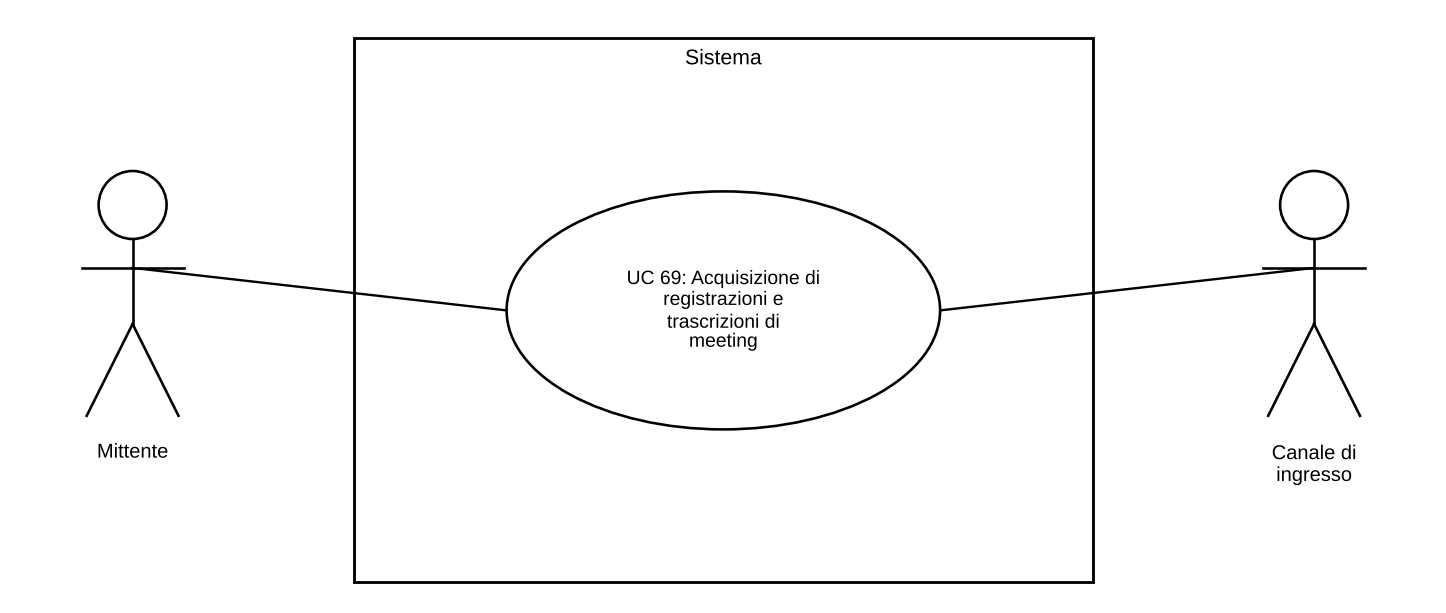 Sistema
UC 69: Acquisizione di
registrazioni e
trascrizioni di
meeting
Mittente
Canale di
ingresso